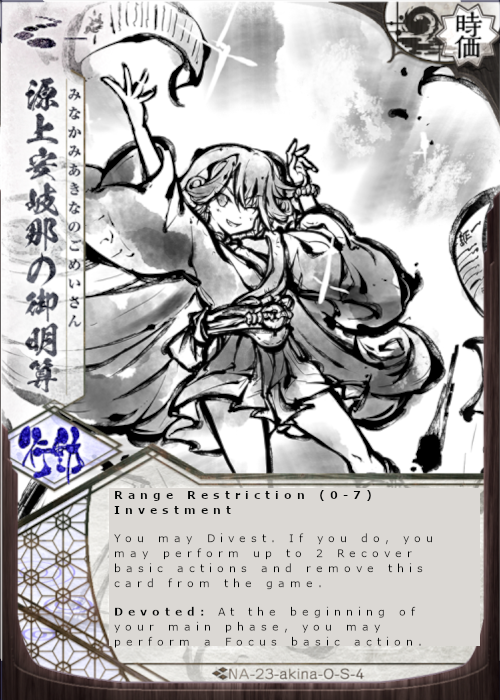 時価
源上安岐那の御明算
みなかみあきなのごめいさん
行動
Range Restriction (0-7)
Investment
You may Divest. If you do, you
may perform up to 2 Recover
basic actions and remove this
card from the game.
Devoted: At the beginning of
your main phase, you may
perform a Focus basic action.
NA-23-akina-O-S-4